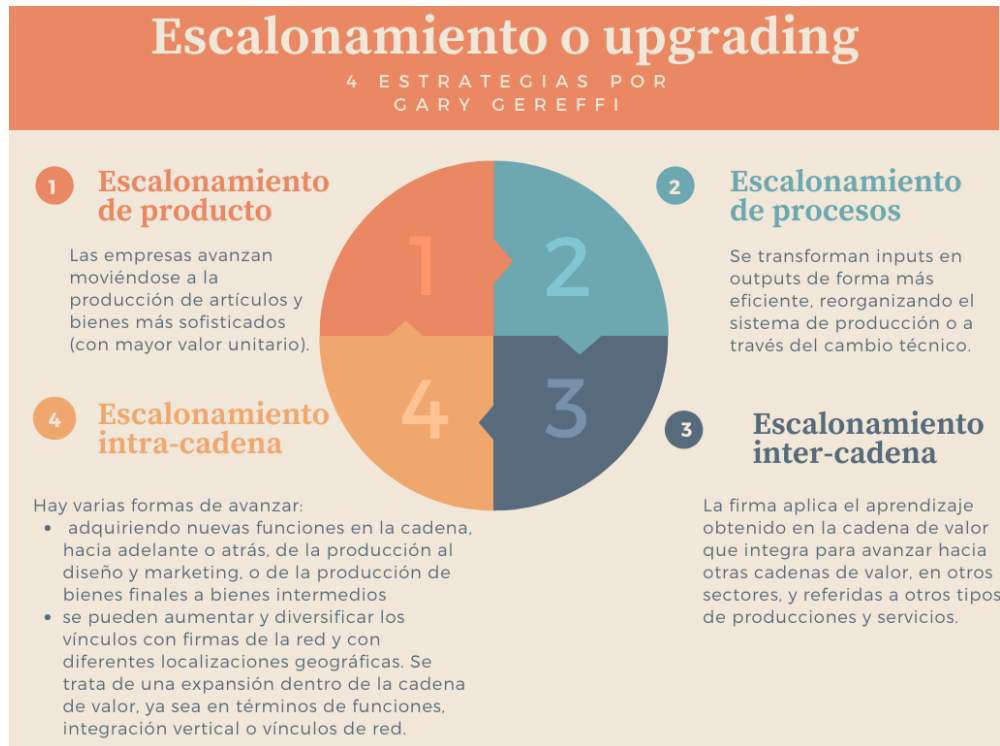 Escalonamiento o upgrading
4 ESTRATEGIAS POR
GARY GEREFFI
1
Escalonamiento
de producto
Las empresas avanzan
moviéndose a la
producción de artículos y
bienes más sofisticados
(con mayor valor unitario).
1
2
2
Escalonamiento
de procesos
Se transforman inputs en
outputs de forma más
eficiente, reorganizando el
sistema de producción o a
través del cambio técnico.
4
3
3
Escalonamiento
inter-cadena
La firma aplica el aprendizaje
obtenido en la cadena de valor
que integra para avanzar hacia
otras cadenas de valor, en otros
sectores, y referidas a otros tipos
de producciones y servicios.
4
Escalonamiento
intra-cadena
Hay varias formas de avanzar:
• adquiriendo nuevas funciones en la cadena,
hacia adelante o atrás, de la producción al
diseño y marketing, o de la producción de
bienes finales a bienes intermedios
• se pueden aumentar y diversificar los
vínculos con firmas de la red y con
diferentes localizaciones geográficas. Se
trata de una expansión dentro de la cadena
de valor, ya sea en términos de funciones,
integración vertical o vínculos de red.